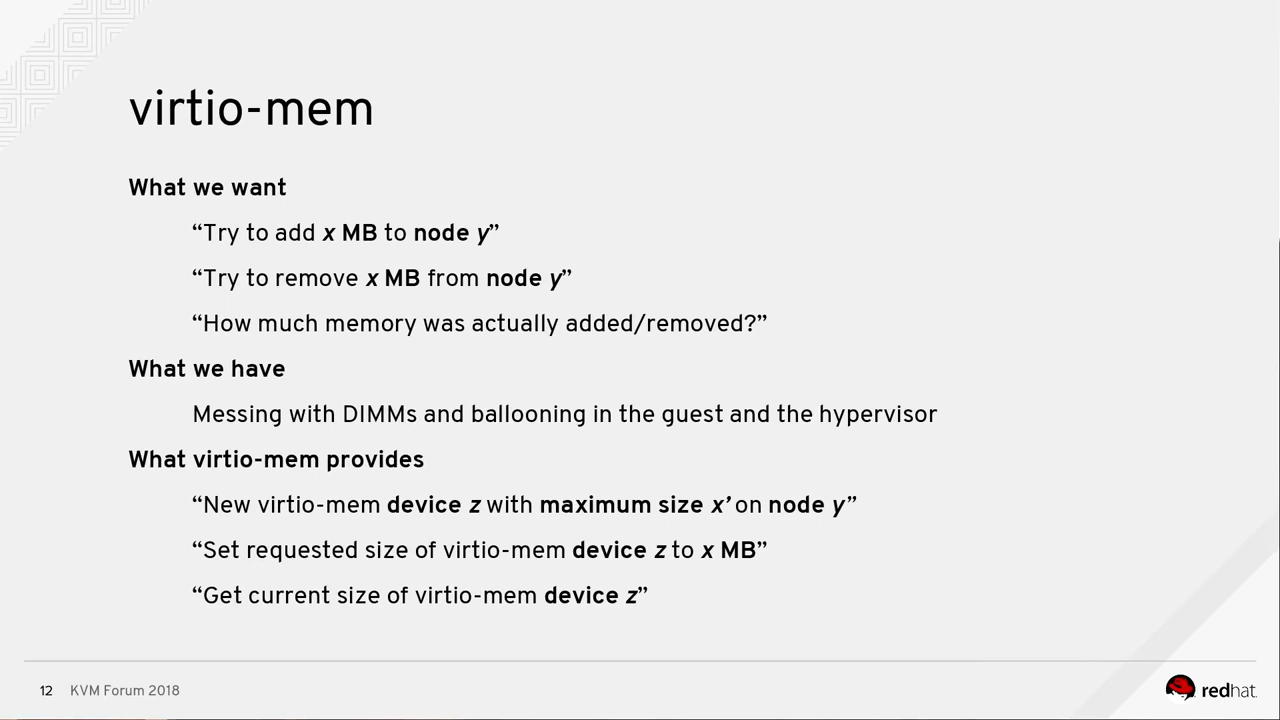 virtio-mem
What we want
“Try to add x MB to node y”
“Try to remove x MB from node y”
“How much memory was actually added/removed?”
What we have
Messing with DIMMs and ballooning in the guest and the hypervisor
What virtio-mem provides
“New virtio-mem device z with maximum size x’ on node y”
“Set requested size of virtio-mem device z to x MB”
“Get current size of virtio-mem device z”
12 KVM Forum 2018
redhat.